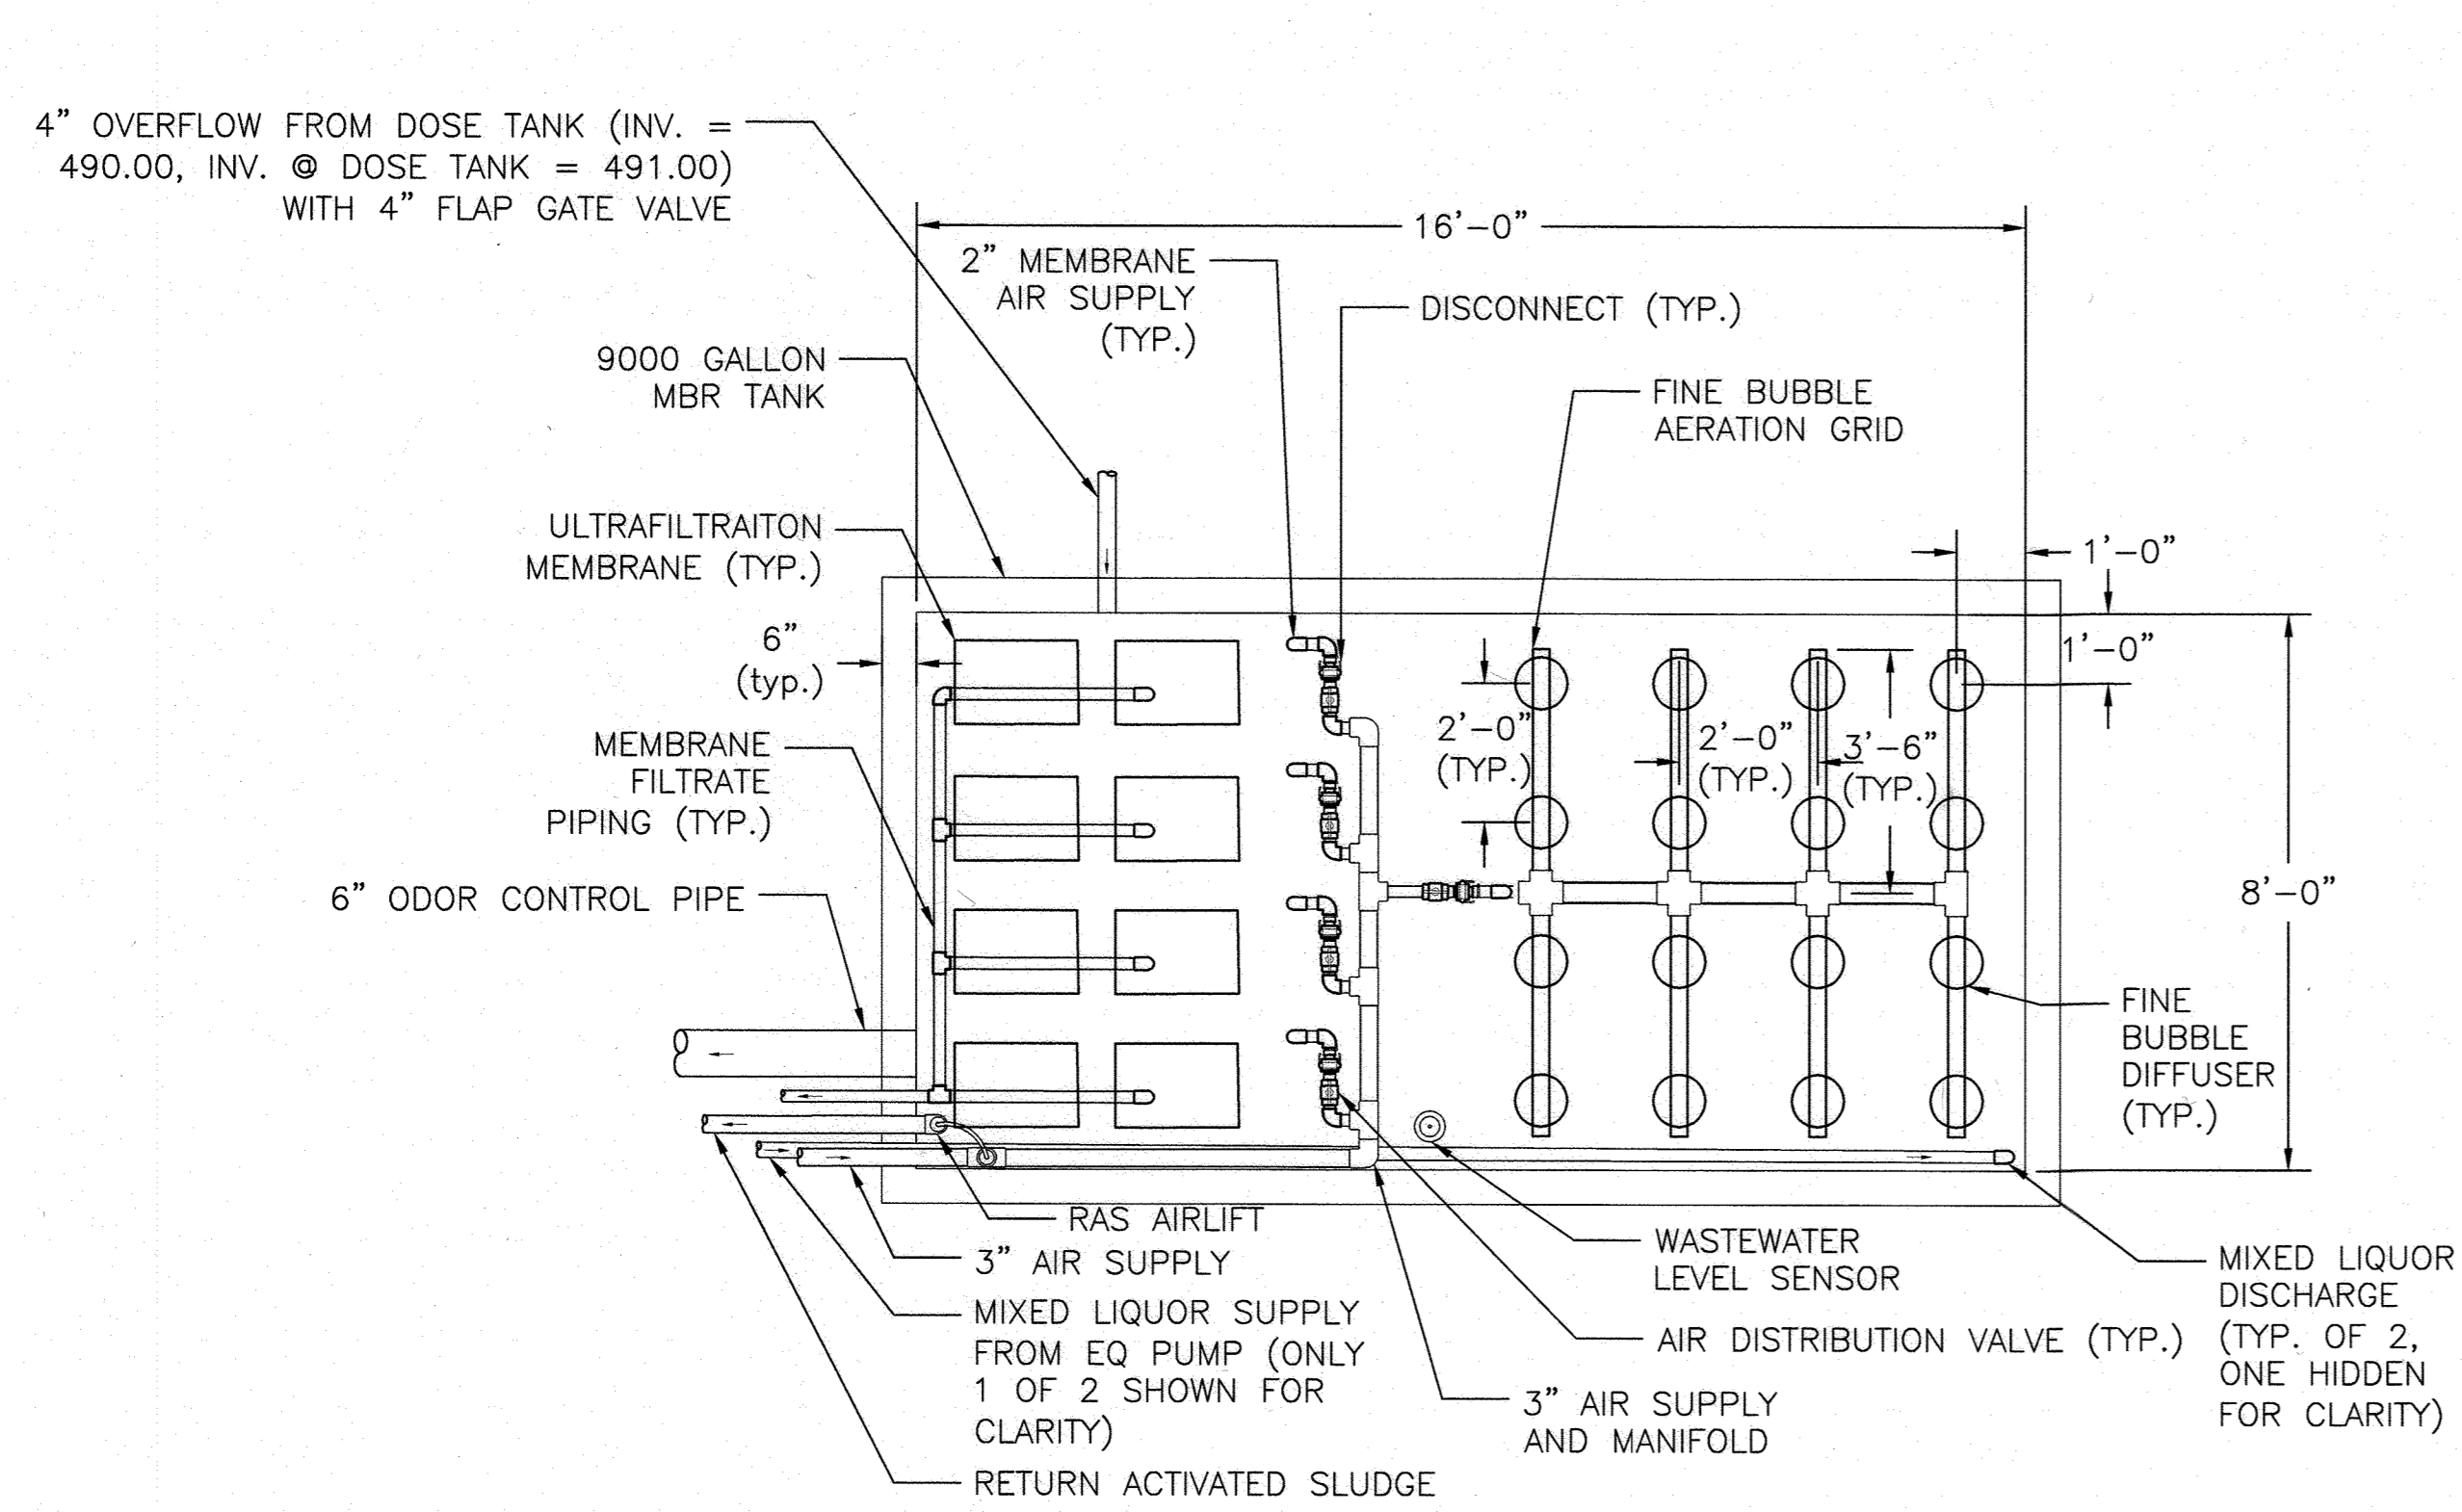 4” OVERFLOW FROM DOSE TANK (INV. =
490.00, INV. @ DOSE TANK = 491.00)
WITH 4” FLAP GATE VALVE
16’-0”
2” MEMBRANE
AIR SUPPLY
(TYP.)
DISCONNECT (TYP.)
9000 GALLON
MBR TANK
FINE BUBBLE
AERATION GRID
ULTRAFILTRAITON
MEMBRANE (TYP.)
1’-0”
6”
(typ.)
1’-0”
MEMBRANE
FILTRATE
PIPING (TYP.)
2’-0”
(TYP.)
2’-0”
(TYP.)
3’-6”
(TYP.)
6” ODOR CONTROL PIPE
8’-0”
FINE
BUBBLE
DIFFUSER
(TYP.)
RAS AIRLIFT
3” AIR SUPPLY
MIXED LIQUOR SUPPLY
FROM EQ PUMP (ONLY
1 OF 2 SHOWN FOR
CLARITY)
RETURN ACTIVATED SLUDGE
WASTEWATER
LEVEL SENSOR
AIR DISTRIBUTION VALVE (TYP.)
3” AIR SUPPLY
AND MANIFOLD
MIXED LIQUOR
DISCHARGE
(TYP. OF 2,
ONE HIDDEN
FOR CLARITY)